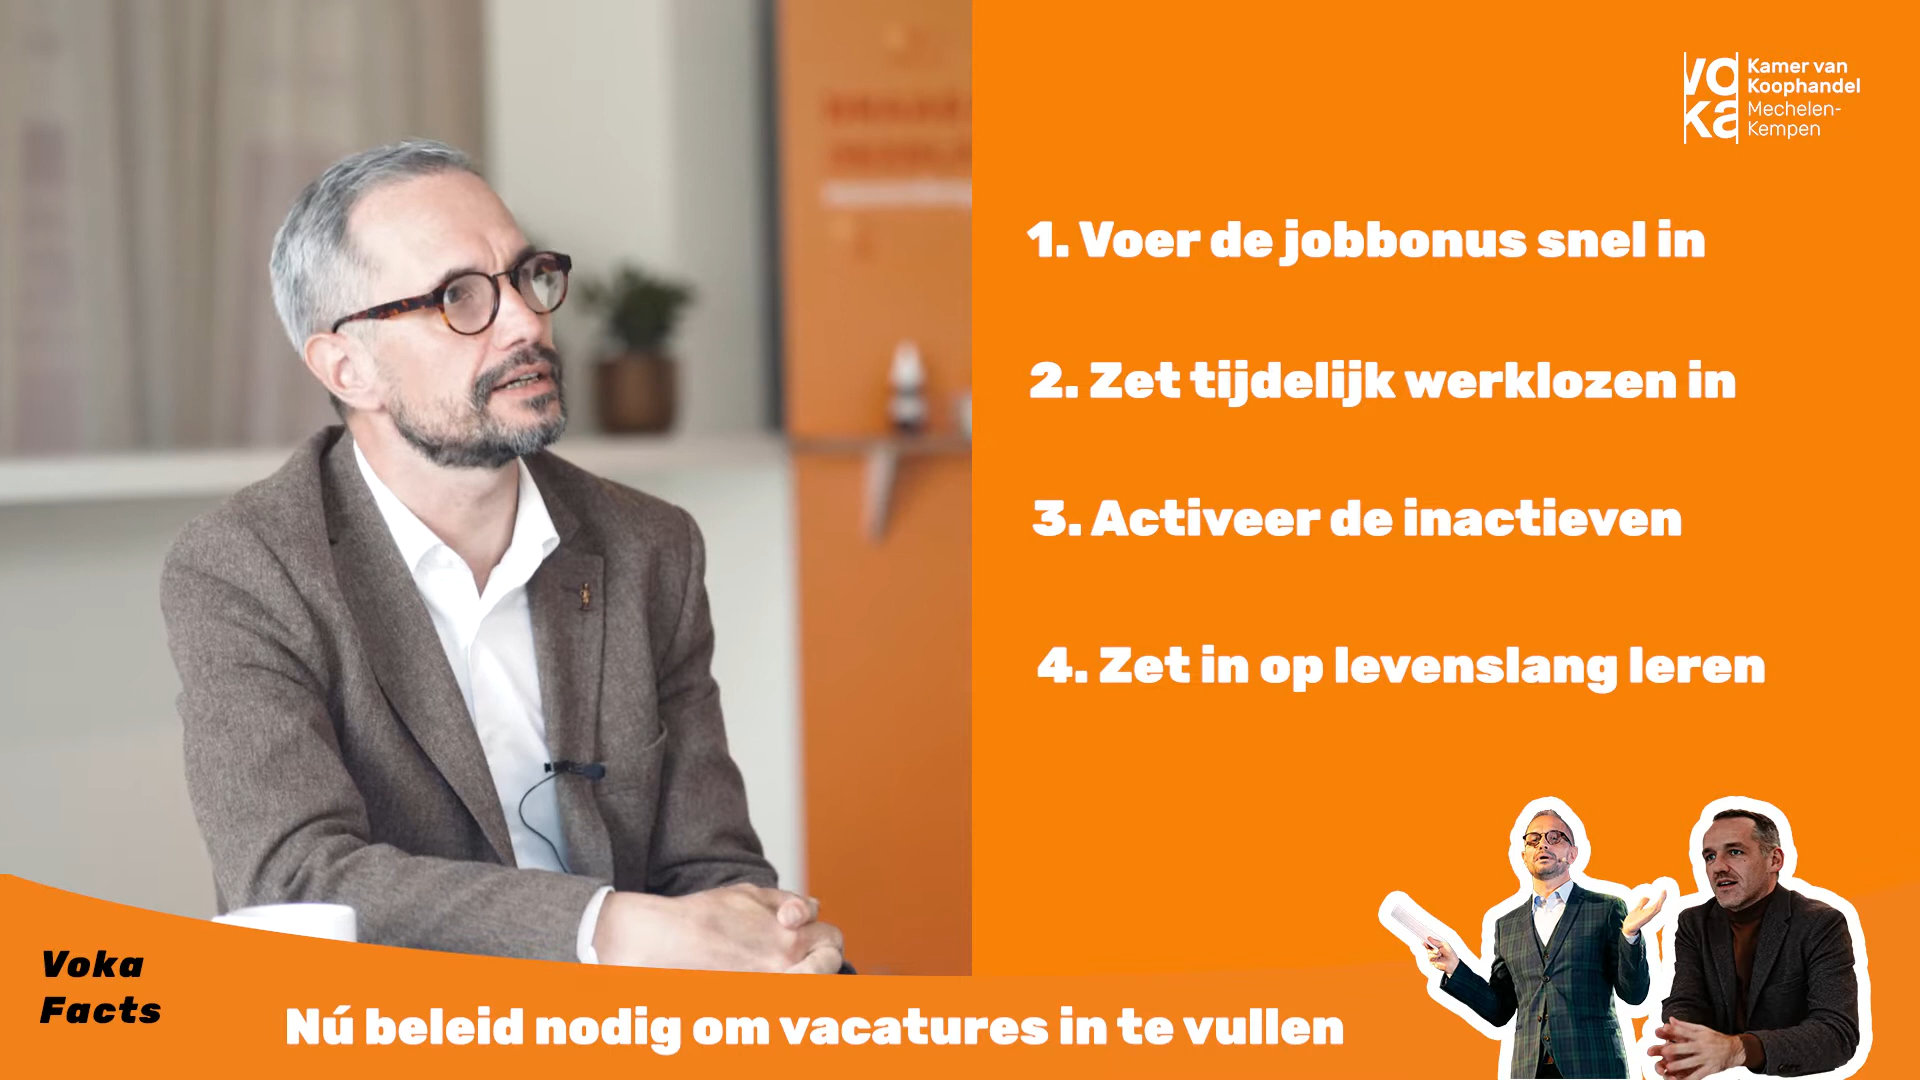 voka
Kamer van
Koophandel
Mechelen-
Kempen
1. Voer de jobbonus snel in
2. Zet tijdelijk werklozen in
3. Activeer de inactieven
4. Zet in op levenslang leren
Voka
Facts
Nú beleid nodig om vacatures in te vullen